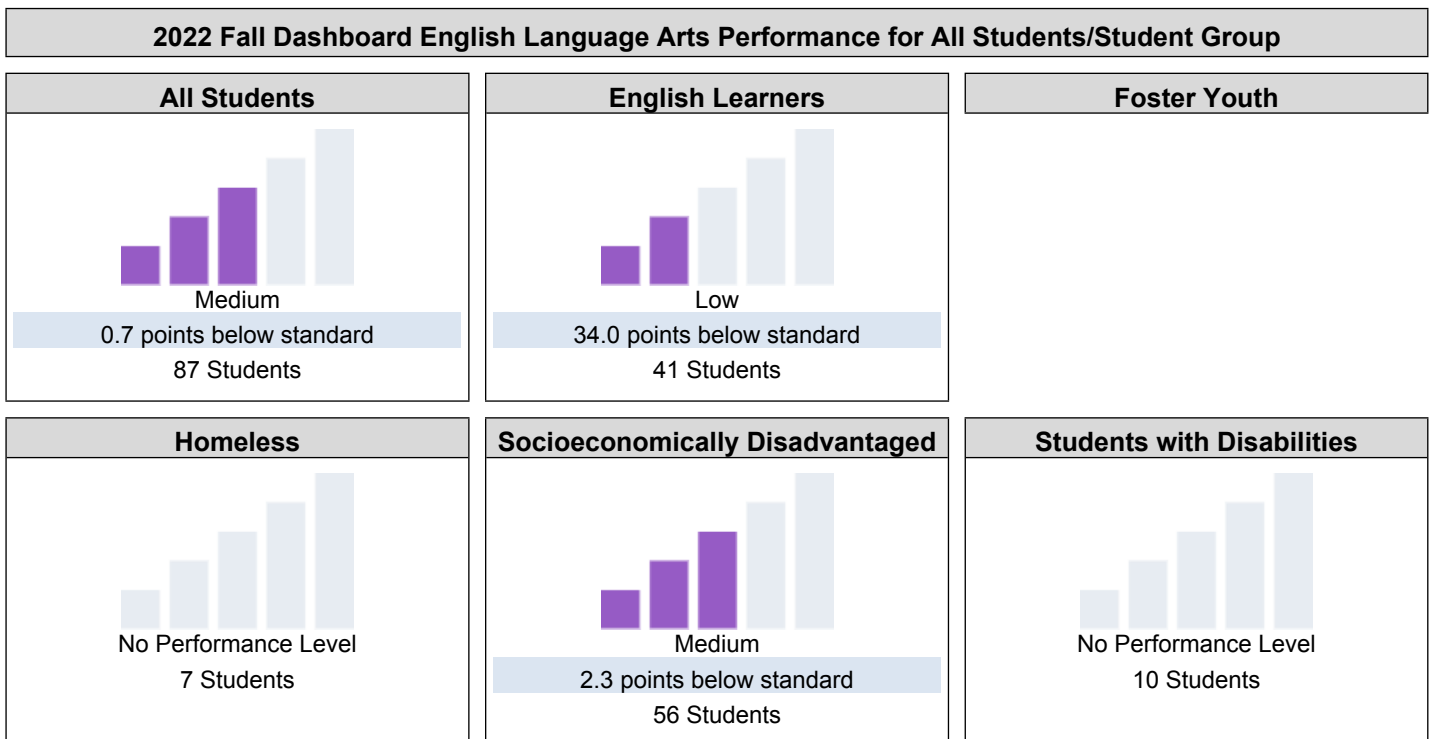 2022 Fall Dashboard English Language Arts Performance for All Students/Student Group
All Students
Medium
0.7 points below standard
87 Students
English Learners
Low
34.0 points below standard
41 Students
Foster Youth
Homeless
No Performance Level
7 Students
Socioeconomically Disadvantaged
Medium
2.3 points below standard
56 Students
Students with Disabilities
No Performance Level
10 Students